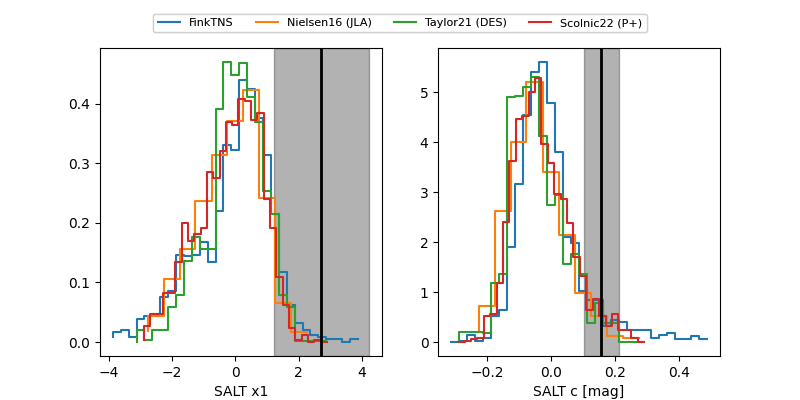 FinkTNS Nielsen16 (JLA) Taylor21 (DES) Scolnic22 (P+)
0.4
0.3
0.2
0.1
0.0
−4 −2 0 2 4
SALT x1
5
4
3
2
1
0
−0.2 0.0 0.2 0.4
SALT c [mag]